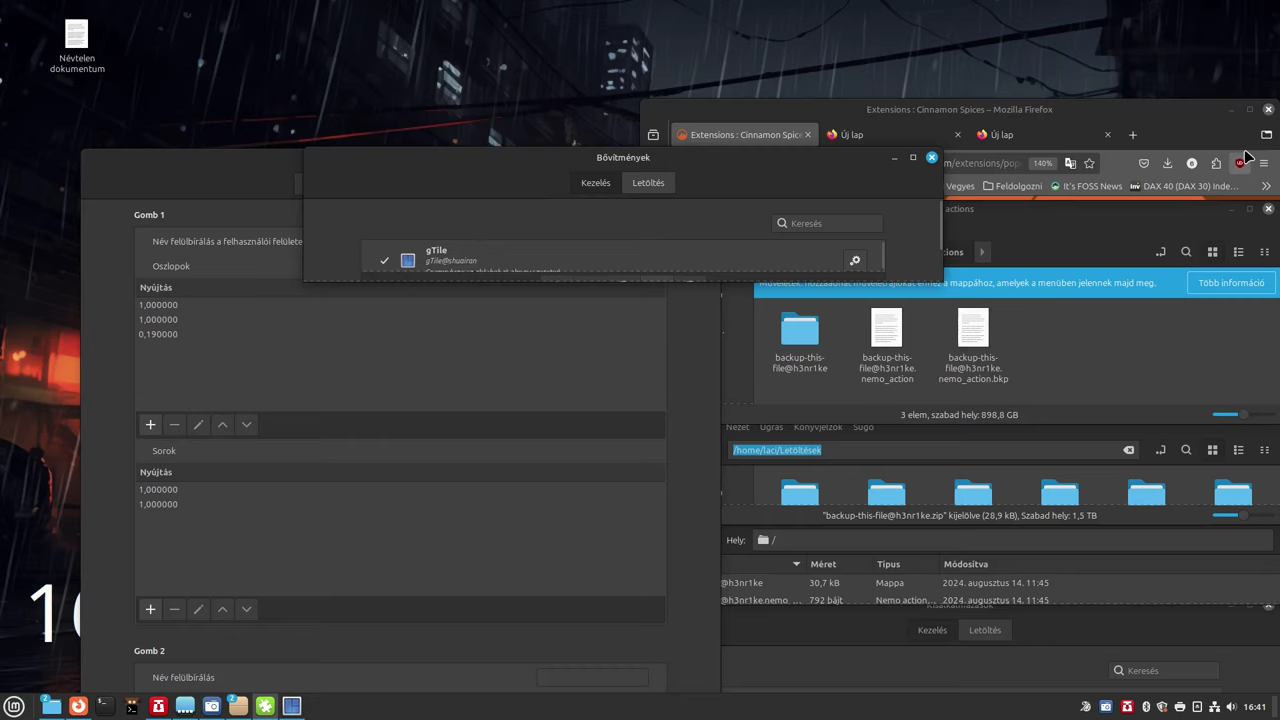 Névtelen
dokumentum
Extensions : Cinnamon Spices – Mozilla Firefox
Extensions : Cinnamon Spice
Új lap
Új lap
m/extensions/pop
140%
Vegyes
Feldolgozni
It's FOSS News
DAX 40 (DAX 30) Inde…
Bővítmények
Kezelés
Letöltés
Keresés
gTile
gTile@shuairan
Gomb 1
Név felülbírálás a felhasználói felülete
Oszlopok
Nyújtás
1,000000
1,000000
0,190000
Sorok
Nyújtás
1,000000
1,000000
Gomb 2
Név felülbírálás
actions
ons
Műveletek: hozzáadhat műveletfájlokat ehhez a mappához, amelyek a menüben jelennek majd meg.
Több információ
backup-this-
file@h3nr1ke
backup-this-
file@h3nr1ke.
nemo_action
backup-this-
file@h3nr1ke.
nemo_action.bkp
3 elem, szabad hely: 898,8 GB
Nézet Ugrás Könyvjelzők Súgó
/home/laci/Letöltések
"backup-this-file@h3nr1ke.zip" kijelölve (28,9 kB), Szabad hely: 1,5 TB
Hely:
/
Méret
Típus
Módosítva
@h3nr1ke
30,7 kB
Mappa
2024. augusztus 14. 11:45
@h3nr1ke.nemo_…
792 bájt
Nemo action…
2024. augusztus 14. 11:45
Kisalkalmazások
Kezelés
Letöltés
Keresés
2
2
16:41